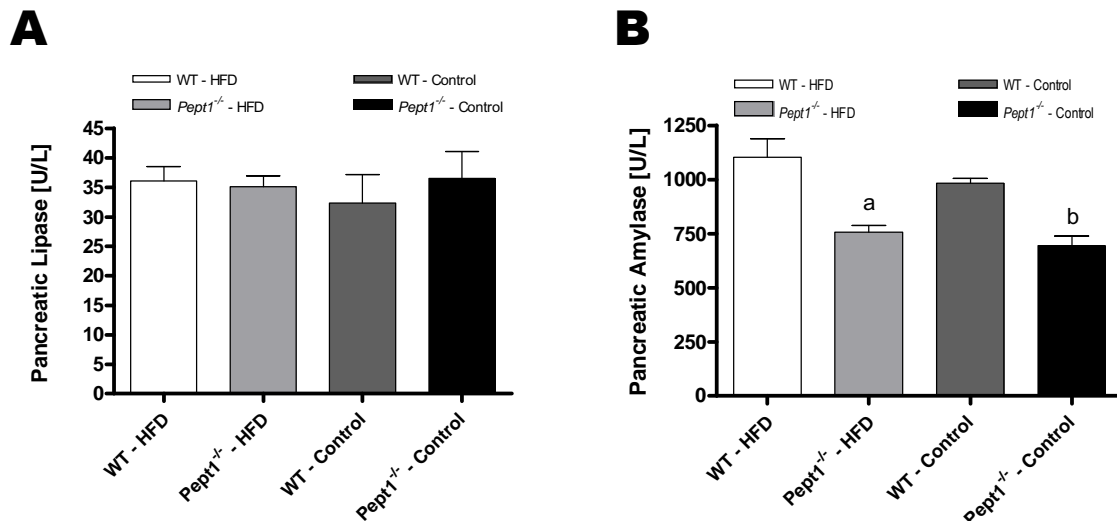 A
WT - HFD
WT - Control
Pept1-/- - HFD
Pept1-/- - Control
Pancreatic Lipase [U/L]
45
40
35
30
25
20
15
10
5
0
WT - HFD
Pept1-/- - HFD
WT - Control
Pept1-/- - Control
B
WT - HFD
WT - Control
Pept1-/- - HFD
Pept1-/- - Control
Pancreatic Amylase [U/L]
1250
1000
750
500
250
0
a
b
WT - HFD
Pept1-/- - HFD
WT - Control
Pept1-/- - Control